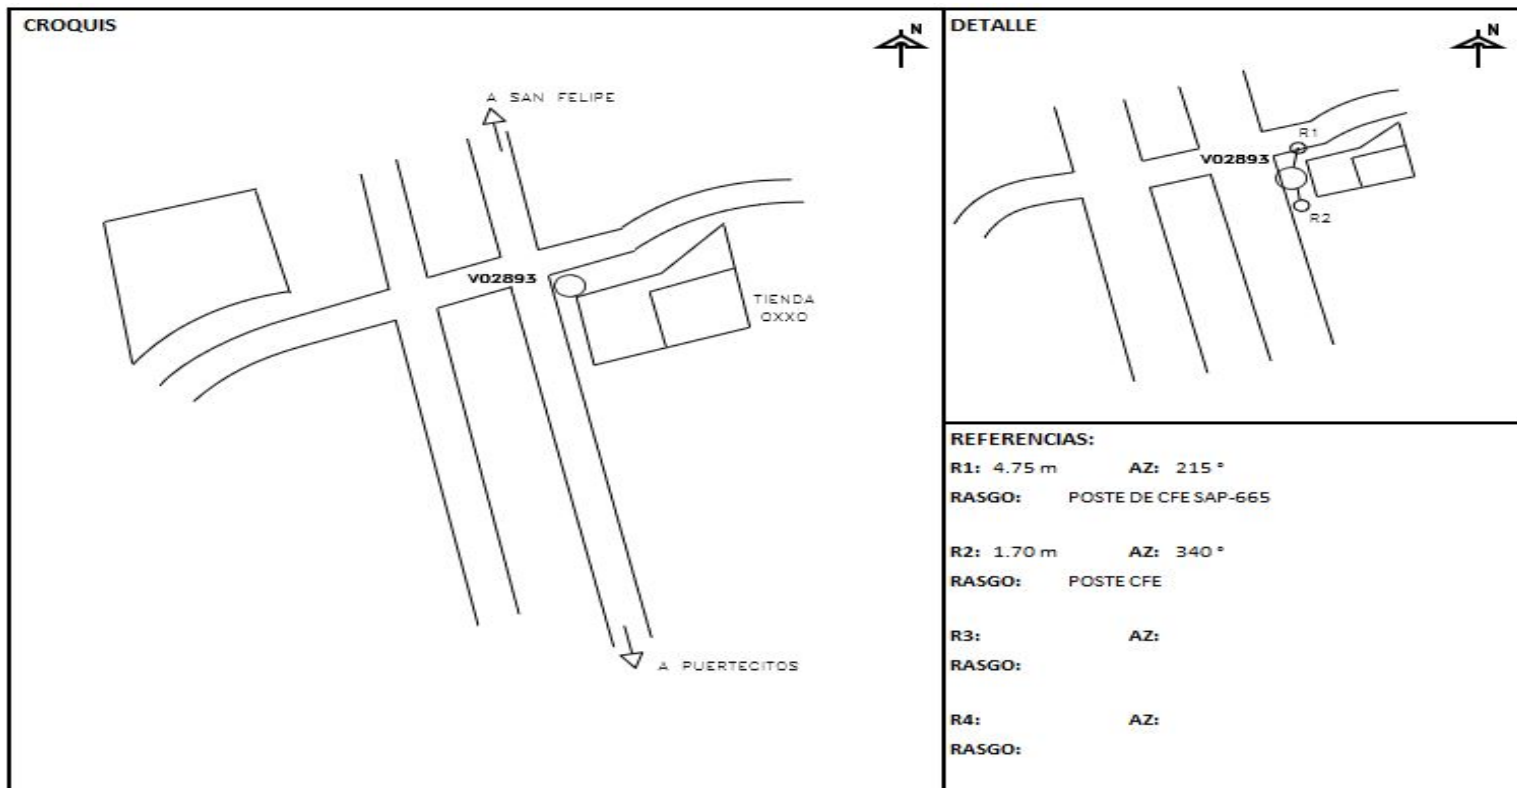 CROQUIS
N
A SAN FELIPE
V02893
TIENDA
OXXO
A PUERTECITOS
DETALLE
N
R1
V02893
R2
REFERENCIAS:
R1: 4.75 m AZ: 215 °
RASGO: POSTE DE CFE SAP-665
R2: 1.70 m AZ: 340 °
RASGO: POSTE CFE
R3: AZ:
RASGO:
R4: AZ:
RASGO: